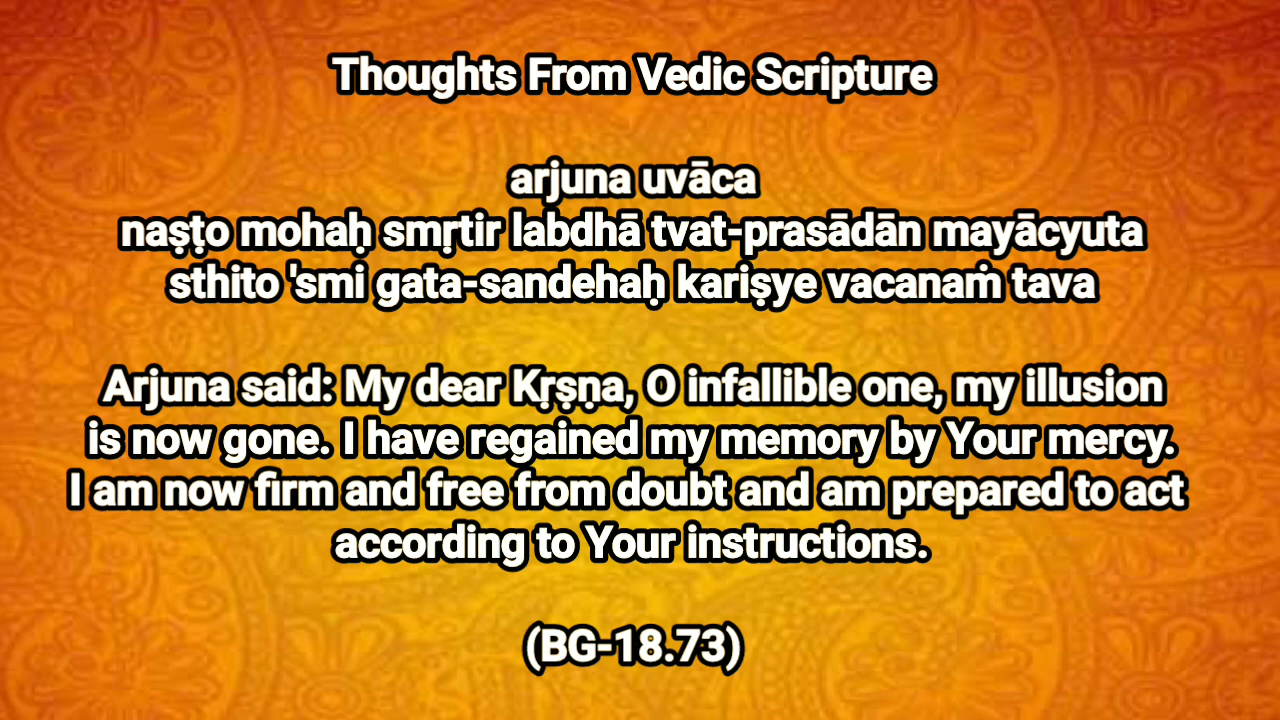 Thoughts From Vedic Scripture
arjuna uvāca
naṣṭo mohaḥ smṛtir labdhā tvat-prasādān mayācyuta
sthito 'smi gata-sandehaḥ kariṣye vacanaṁ tava
Arjuna said: My dear Kṛṣṇa, O infallible one, my illusion
is now gone. I have regained my memory by Your mercy.
I am now firm and free from doubt and am prepared to act
according to Your instructions.
(BG-18.73)